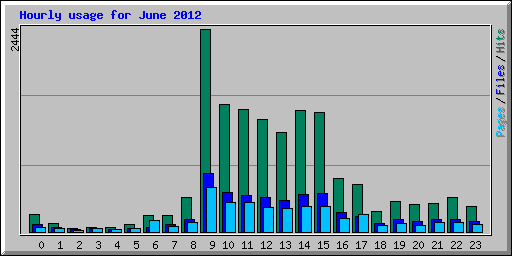 Hourly usage for June 2012
2444
Pages / Files / Hits
0 1 2 3 4 5 6 7 8 9 10 11 12 13 14 15 16 17 18 19 20 21 22 23